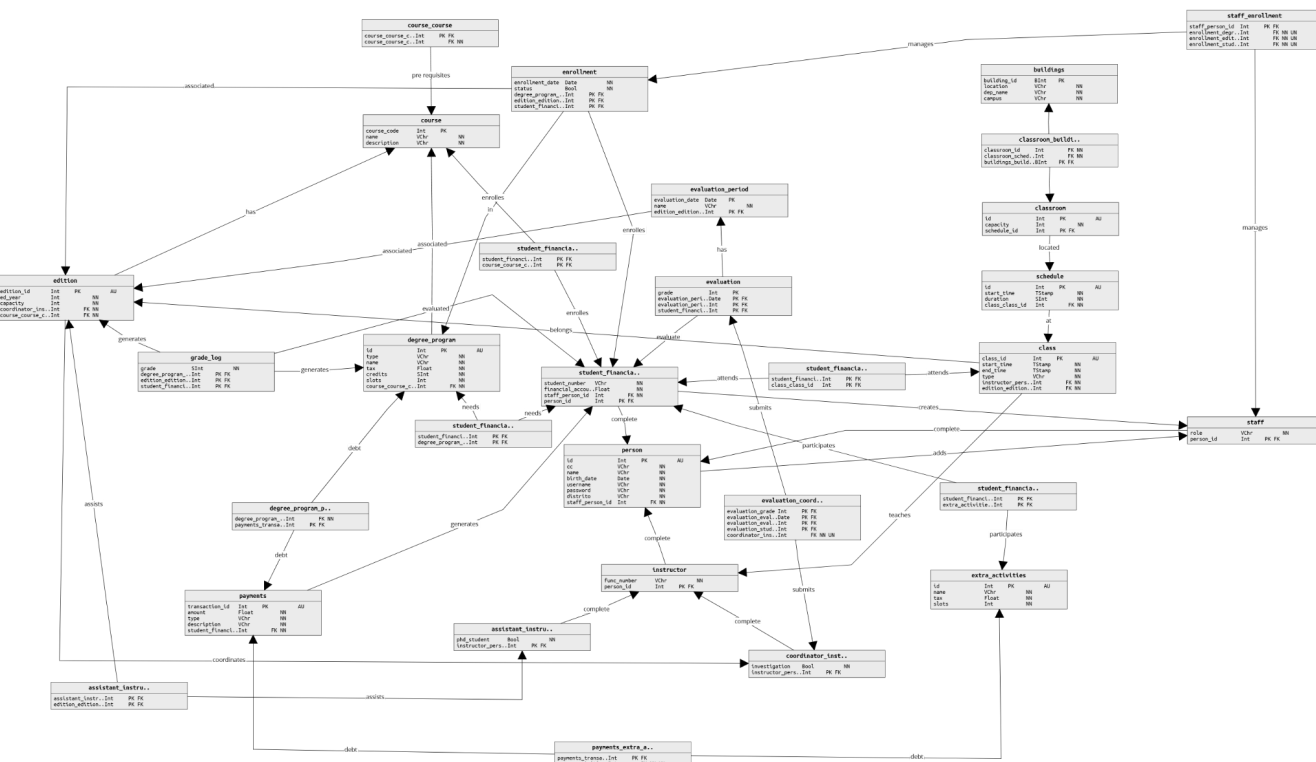 course_course
course_course_c..Int PK FK
course_course_c..Int FK NN
pre requisites
staff_enrollment
staff_person_id Int PK FK
enrollment_degr..Int FK NN UN
enrollment_edit..Int FK NN UN
enrollment_stud..Int FK NN UN
manages
manages
enrollment
enrollment_date Date NN
status Bool NN
degree_program_..Int PK FK
edition_edition..Int PK FK
student_financi..Int PK FK
associated
in
enrolles
buildings
building_id BInt PK
location VChr NN
dep_name VChr NN
campus VChr NN
course
course_code Int PK
name VChr NN
description VChr NN
classroom_buildi..
classroom_id Int FK NN
classroom_sched..Int FK NN
buildings_build..BInt PK FK
evaluation_period
evaluation_date Date PK
name VChr NN
edition_edition..Int PK FK
associated
has
classroom
id Int PK AU
capacity Int NN
schedule_id Int PK FK
located
has
enrolles
associated
student_financia..
student_financi..Int PK FK
course_course_c..Int PK FK
enrolles
edition
edition_id Int PK AU
ed_year Int NN
capacity Int NN
coordinator_ins..Int FK NN
course_course_c..Int FK NN
evaluation
grade Int PK
evaluation_peri..Date PK FK
evaluation_peri..Int PK FK
student_financi..Int PK FK
evaluate
schedule
id Int PK AU
start_time TStamp NN
duration SInt NN
class_class_id Int FK NN
at
generates
evaluated
belongs
generates
grade_log
grade SInt NN
degree_program_..Int PK FK
edition_edition..Int PK FK
student_financi..Int PK FK
degree_program
id Int PK AU
type VChr NN
name VChr NN
tax Float NN
credits SInt NN
slots Int NN
course_course_c..Int FK NN
class
class_id Int PK AU
start_time TStamp NN
end_time TStamp NN
type VChr NN
instructor_pers..Int FK NN
edition_edition..Int FK NN
student_financia..
student_number VChr NN
financial_accou..Float NN
staff_person_id Int FK NN
person_id Int PK FK
attends
student_financia..
student_financi..Int PK FK
class_class_id Int PK FK
attends
needs
needs
student_financia..
student_financi..Int PK FK
degree_program_..Int PK FK
complete
submits
creates
complete
adds
staff
role VChr NN
person_id Int PK FK
debt
person
id Int PK AU
cc VChr NN
name VChr NN
birth_date Date NN
username VChr NN
password VChr NN
distrito VChr NN
staff_person_id Int FK NN
participates
student_financia..
student_financi..Int PK FK
extra_activitie..Int PK FK
participates
assists
degree_program_p..
degree_program_..Int FK NN
payments_transa..Int PK FK
debt
generates
complete
evaluation_coord..
evaluation_grade Int PK FK
evaluation_eval..Date PK FK
evaluation_eval..Int PK FK
evaluation_stud..Int PK FK
coordinator_ins..Int FK NN UN
submits
teaches
instructor
func_number VChr NN
person_id Int PK FK
extra_activities
id Int PK AU
name VChr NN
tax Float NN
slots Int NN
payments
transaction_id Int PK AU
amount Float NN
type VChr NN
description VChr NN
student_financi..Int FK NN
complete
complete
assistant_instru..
phd_student Bool NN
instructor_pers..Int PK FK
coordinator_inst..
investigation Bool NN
instructor_pers..Int PK FK
coordinates
assistant_instru..
assistant_instr..Int PK FK
edition_edition..Int PK FK
assists
debt
payments_extra_a..
payments_transa..Int PK FK
debt